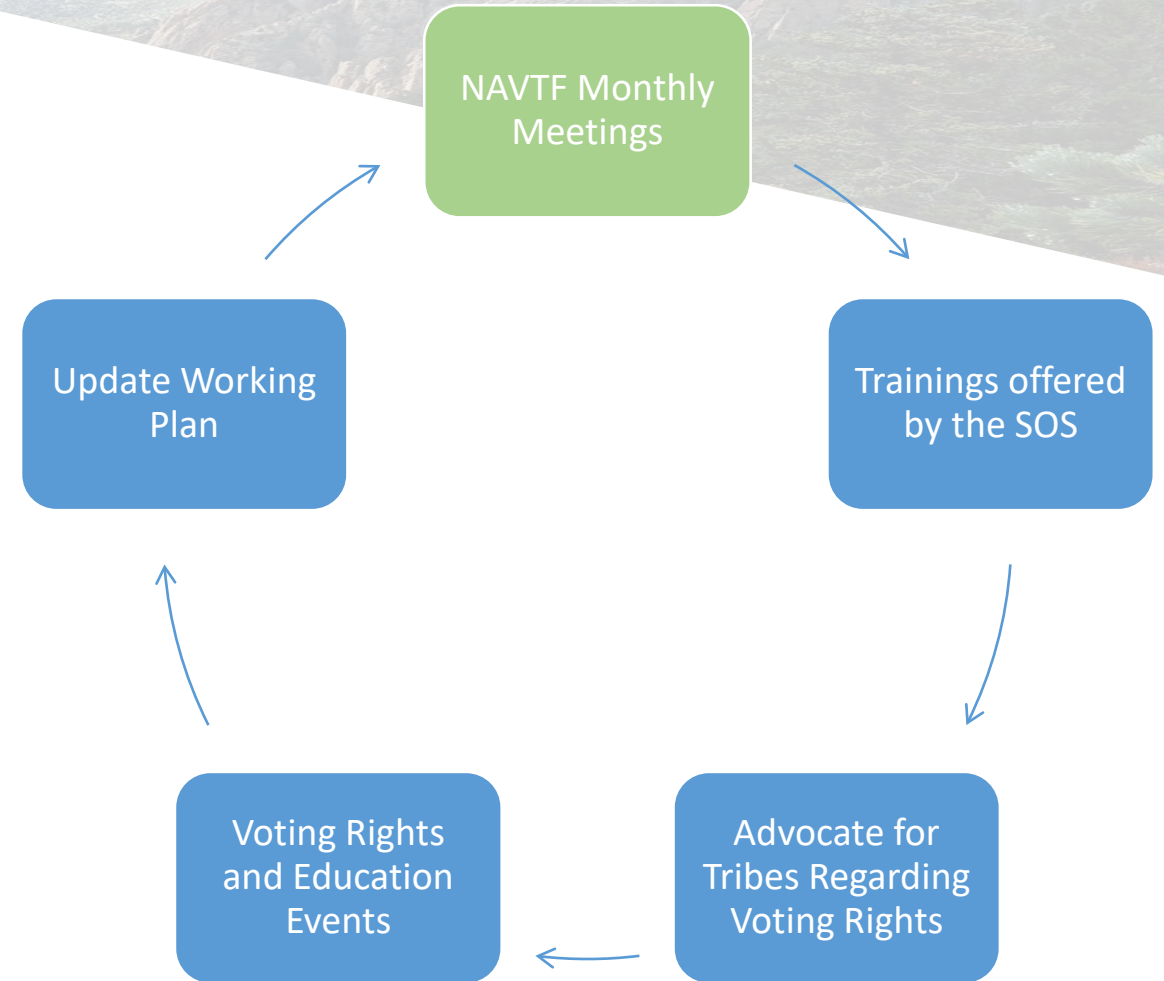 NAVTF Monthly
Meetings
Trainings offered
by the SOS
Advocate for
Tribes Regarding
Voting Rights
Voting Rights
and Education
Events
Update Working
Plan